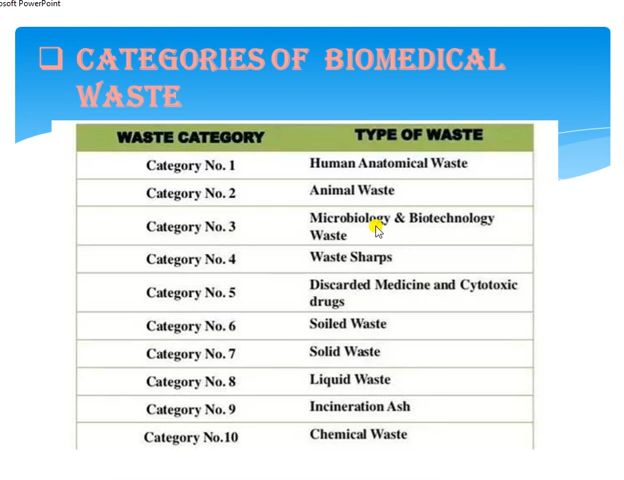 osoft PowerPoint
❑ CATEGORIES OF BIOMEDICAL
WASTE
WASTE CATEGORY TYPE OF WASTE
Category No. 1 Human Anatomical Waste
Category No. 2 Animal Waste
Category No. 3 Microbiology & Biotechnology
Waste
Category No. 4 Waste Sharps
Category No. 5 Discarded Medicine and Cytotoxic
drugs
Category No. 6 Soiled Waste
Category No. 7 Solid Waste
Category No. 8 Liquid Waste
Category No. 9 Incineration Ash
Category No.10 Chemical Waste